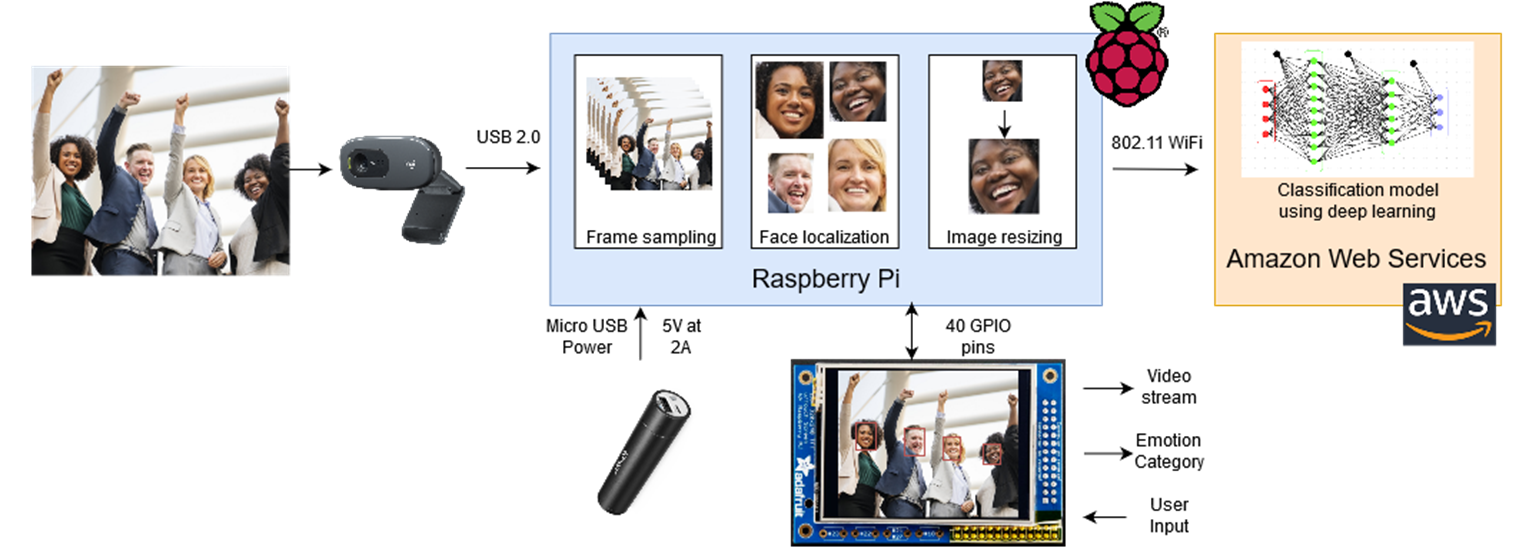 USB 2.0
Frame sampling
Face localization
Image resizing
Raspberry Pi
®
802.11 WiFi
Classification model
using deep learning
Amazon Web Services
aws
Micro USB
Power
5V at
2A
40 GPIO
pins
adafruit
Video
stream
Emotion
Category
User
Input